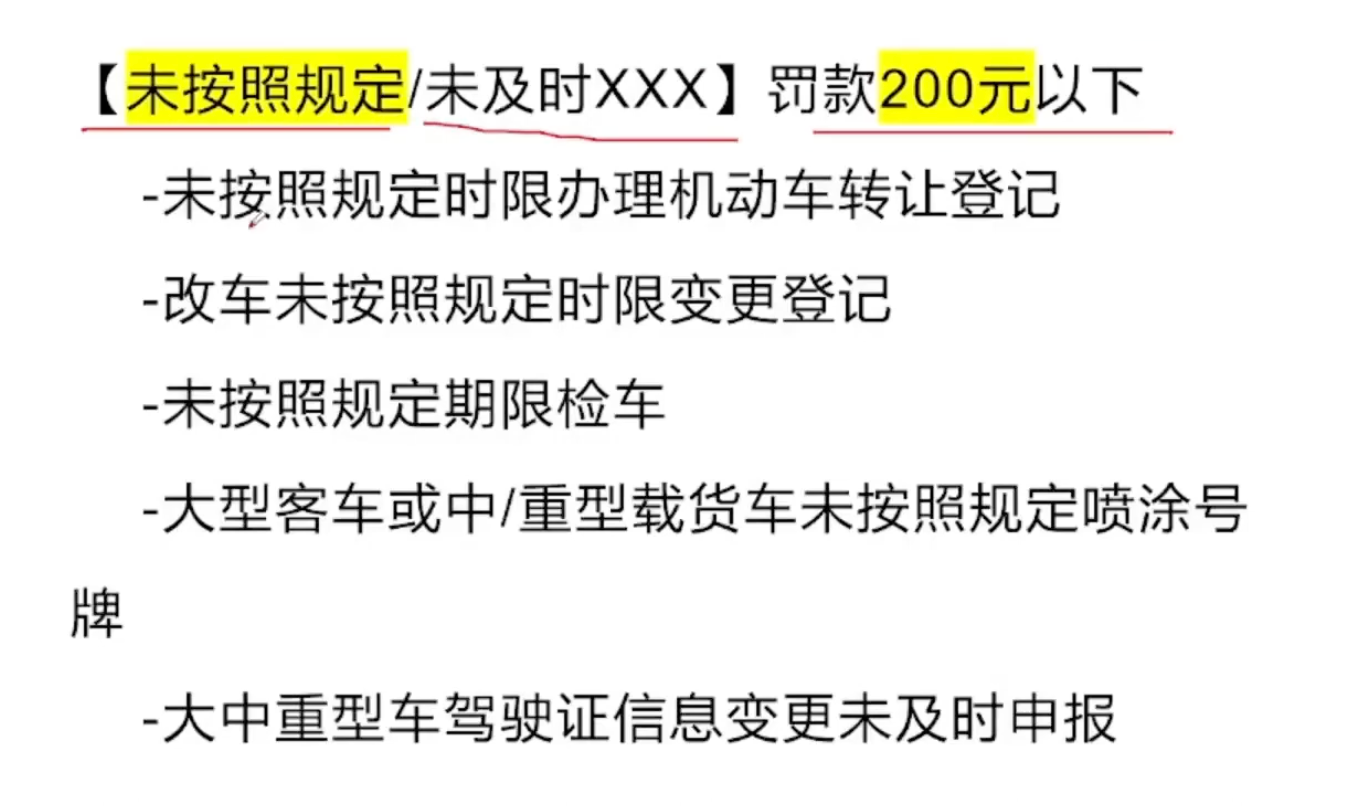 【未按照规定/未及时XXX】罚款200元以下
-未按照规定时限办理机动车转让登记
-改车未按照规定时限变更登记
-未按照规定期限检车
-大型客车或中/重型载货车未按照规定喷涂号
牌
-大中重型车驾驶证信息变更未及时申报